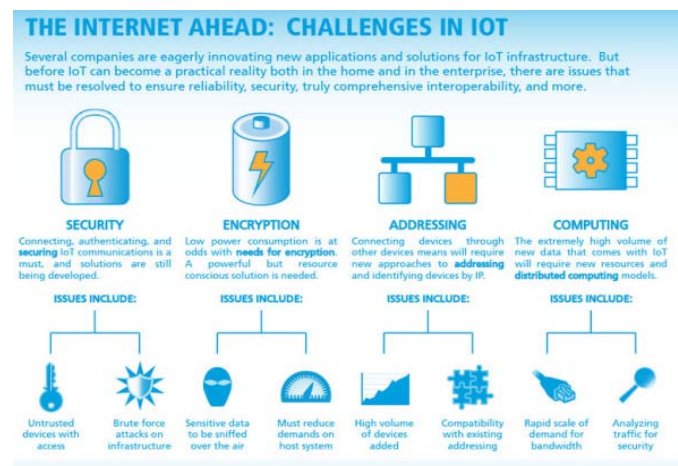 THE INTERNET AHEAD: CHALLENGES IN IOT
Several companies are eagerly innovating new applications and solutions for IoT infrastructure. But
before IoT can become a practical reality both in the home and in the enterprise, there are issues that
must be resolved to ensure reliability, security, truly comprehensive interoperability, and more.
SECURITY
Connecting, authenticating, and
securing IoT communications is a
must, and solutions are still
being developed.
ISSUES INCLUDE:
Untrusted
devices with
access
Brute force
attacks on
infrastructure
ENCRYPTION
Low power consumption is at
odds with needs for encryption.
A powerful but resource
conscious solution is needed.
ISSUES INCLUDE:
Sensitive data
to be sniffed
over the air
Must reduce
demands on
host system
ADDRESSING
Connecting devices through
other devices means will require
new approaches to addressing
and identifying devices by IP.
ISSUES INCLUDE:
High volume
of devices
added
Compatibility
with existing
addressing
COMPUTING
The extremely high volume of
new data that comes with IoT
will require new resources and
distributed computing models.
ISSUES INCLUDE:
Rapid scale of
demand for
bandwidth
Analyzing
traffic for
security